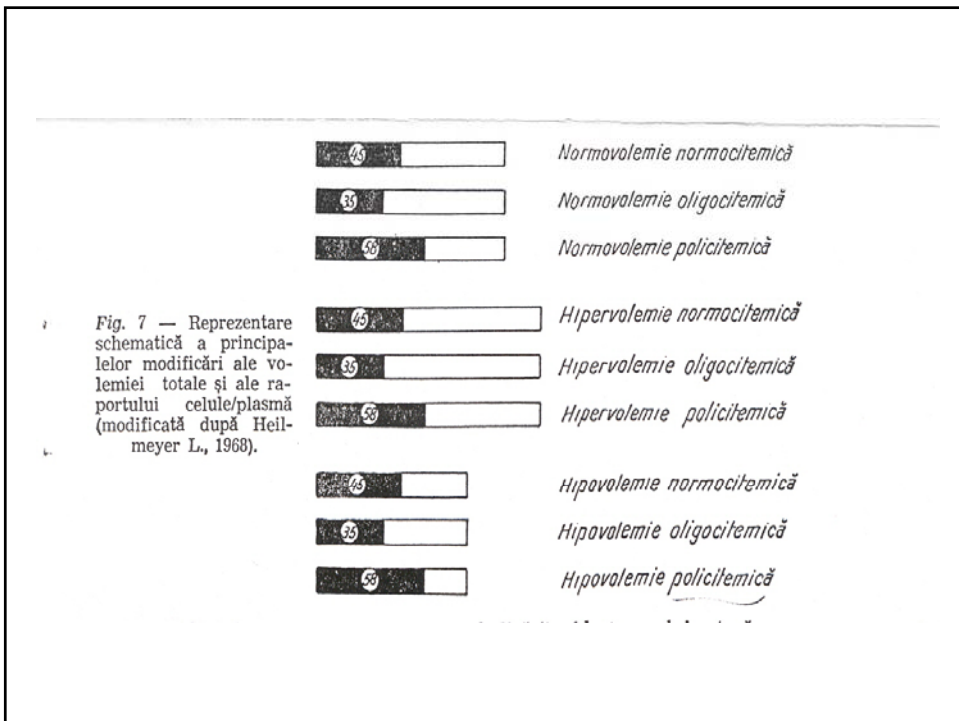 45 Normovolemie normocitemică
35 Normovolemie oligocitemică
58 Normovolemie policitemică
Fig. 7 — Reprezentare
schematică a principa-
lelor modificări ale vo-
lemiei totale și ale ra-
portului celule/plasmă
(modificată după Heil-
meyer L., 1968).
45 Hipervolemie normocitemică
35 Hipervolemie oligocitemică
58 Hipervolemie policitemică
45 Hipovolemie normocitemică
35 Hipovolemie oligocitemică
58 Hipovolemie policitemică